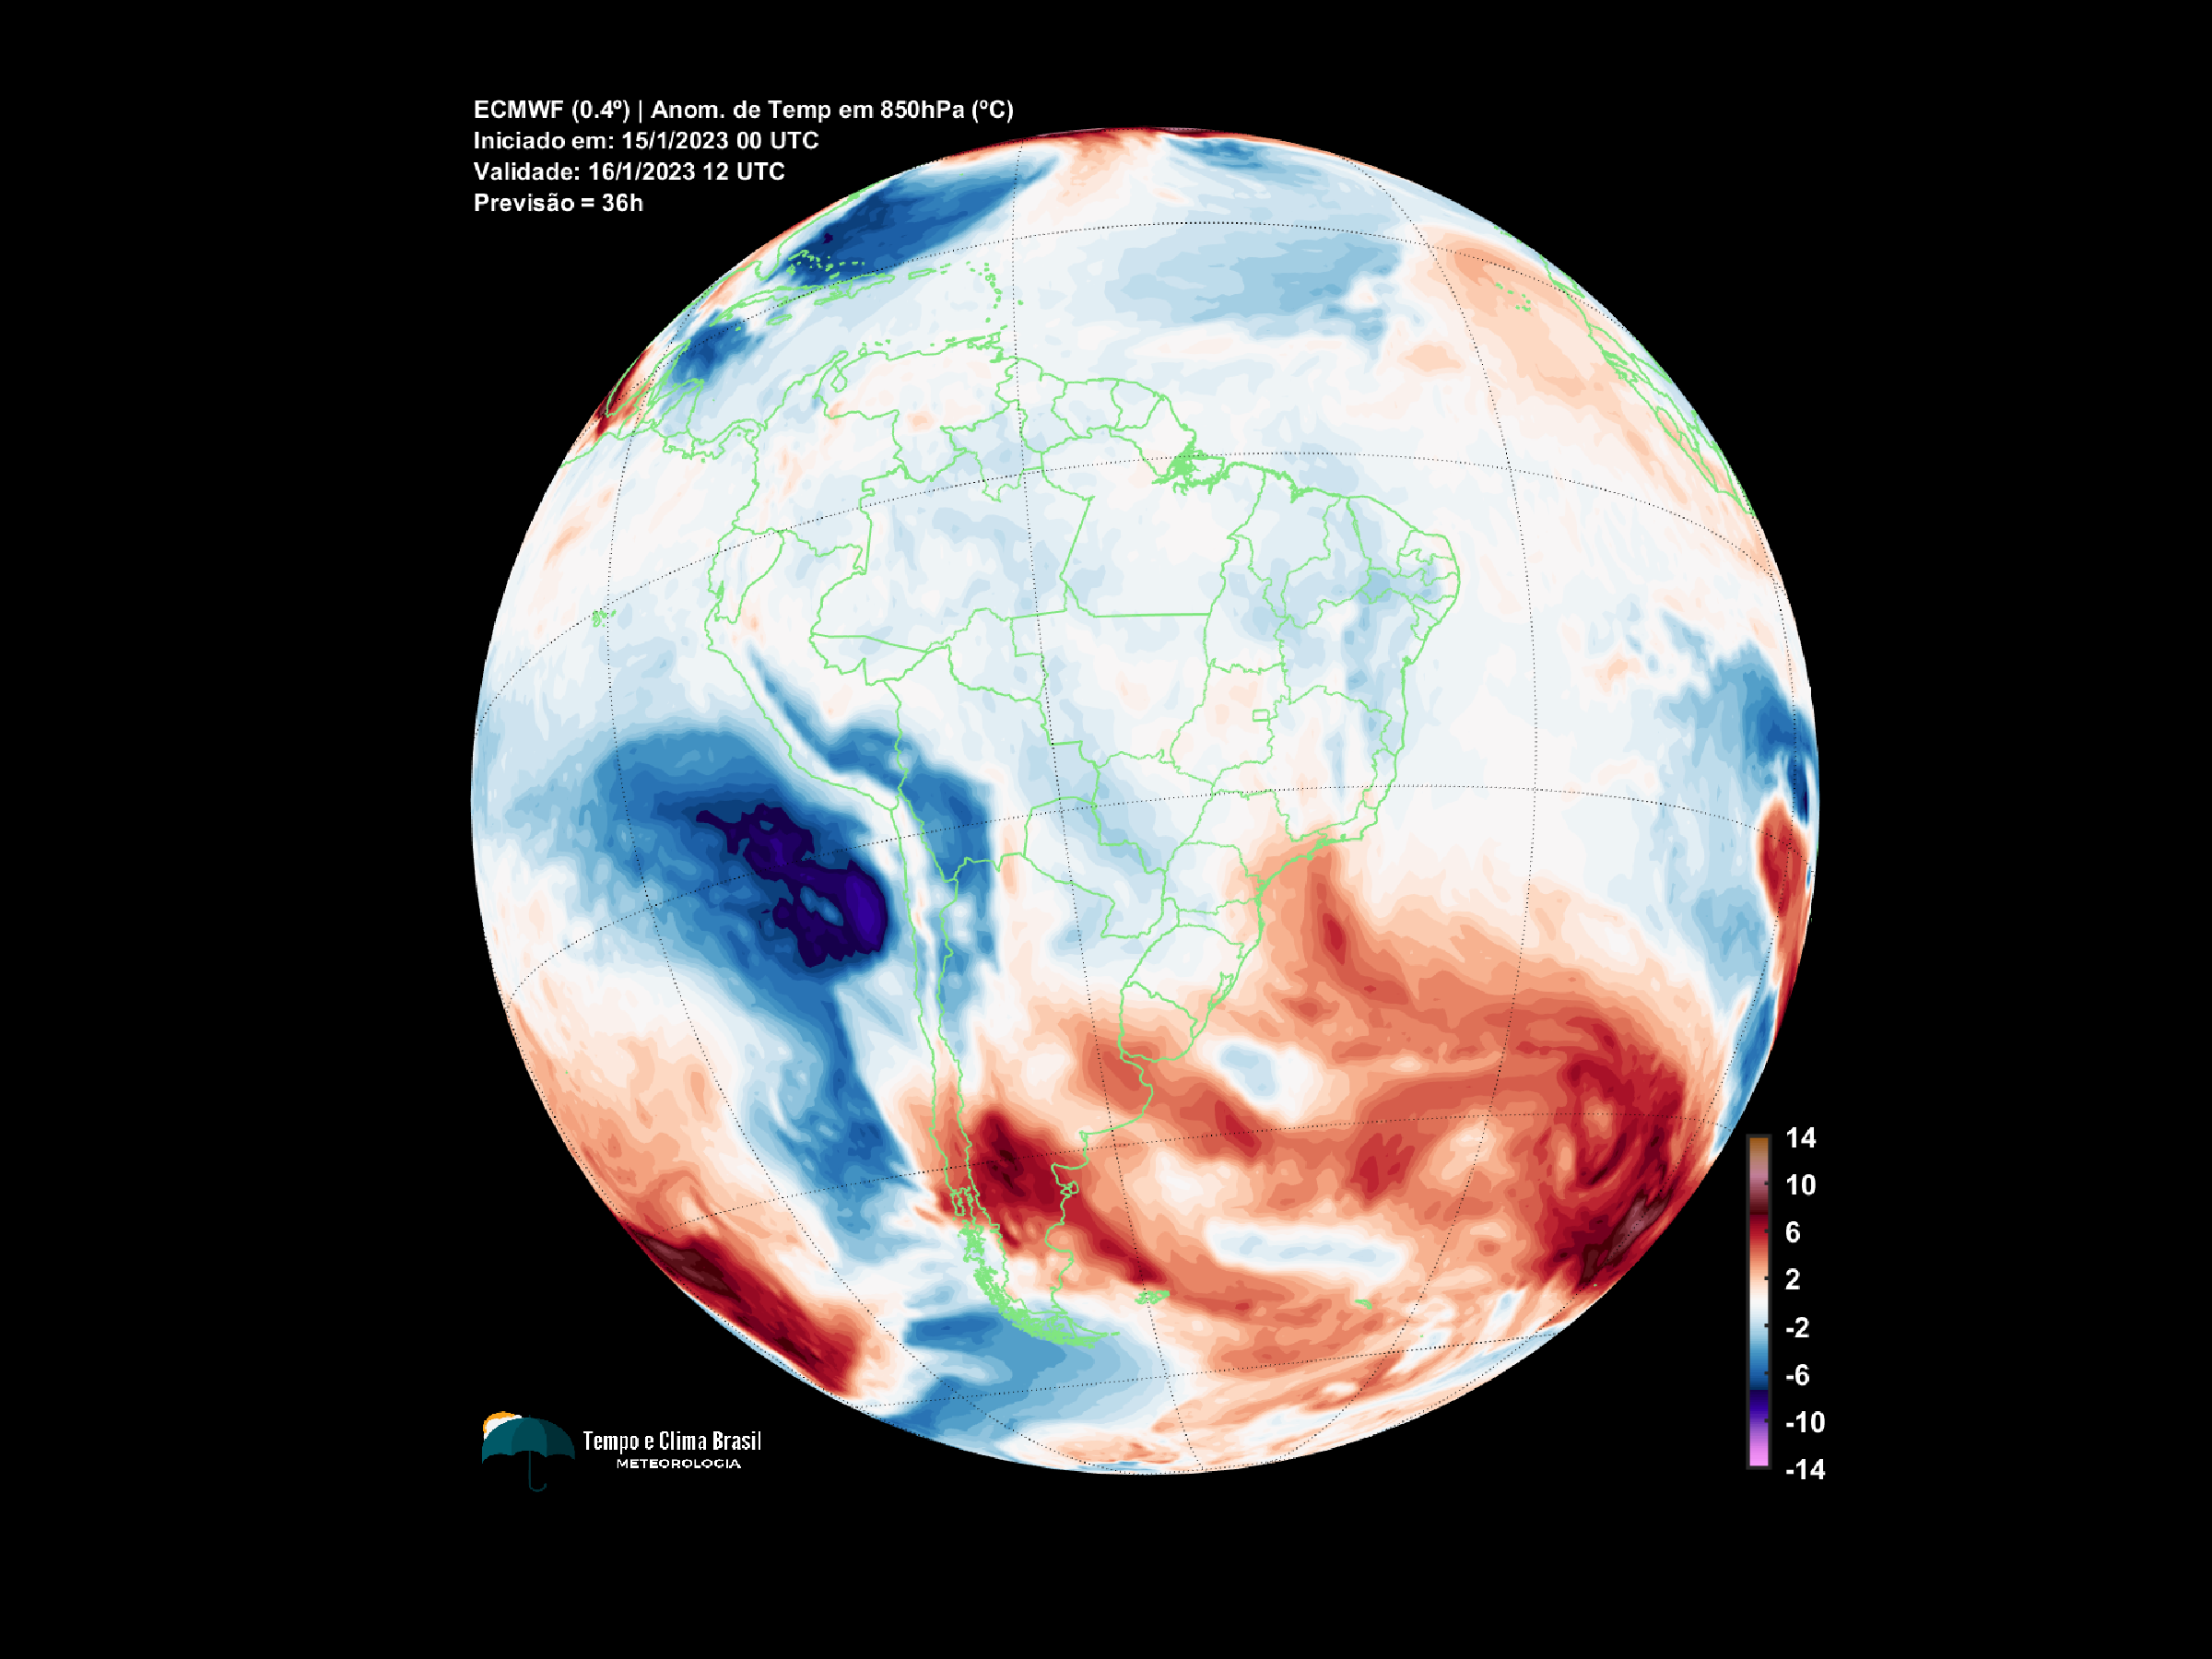 ECMWF (0.4º) | Anom. de Temp em 850hPa (ºC)
Iniciado em: 15/1/2023 00 UTC
Validade: 16/1/2023 12 UTC
Previsão = 36h
14
10
6
2
-2
-6
-10
-14
Tempo e Clima Brasil
METEOROLOGIA